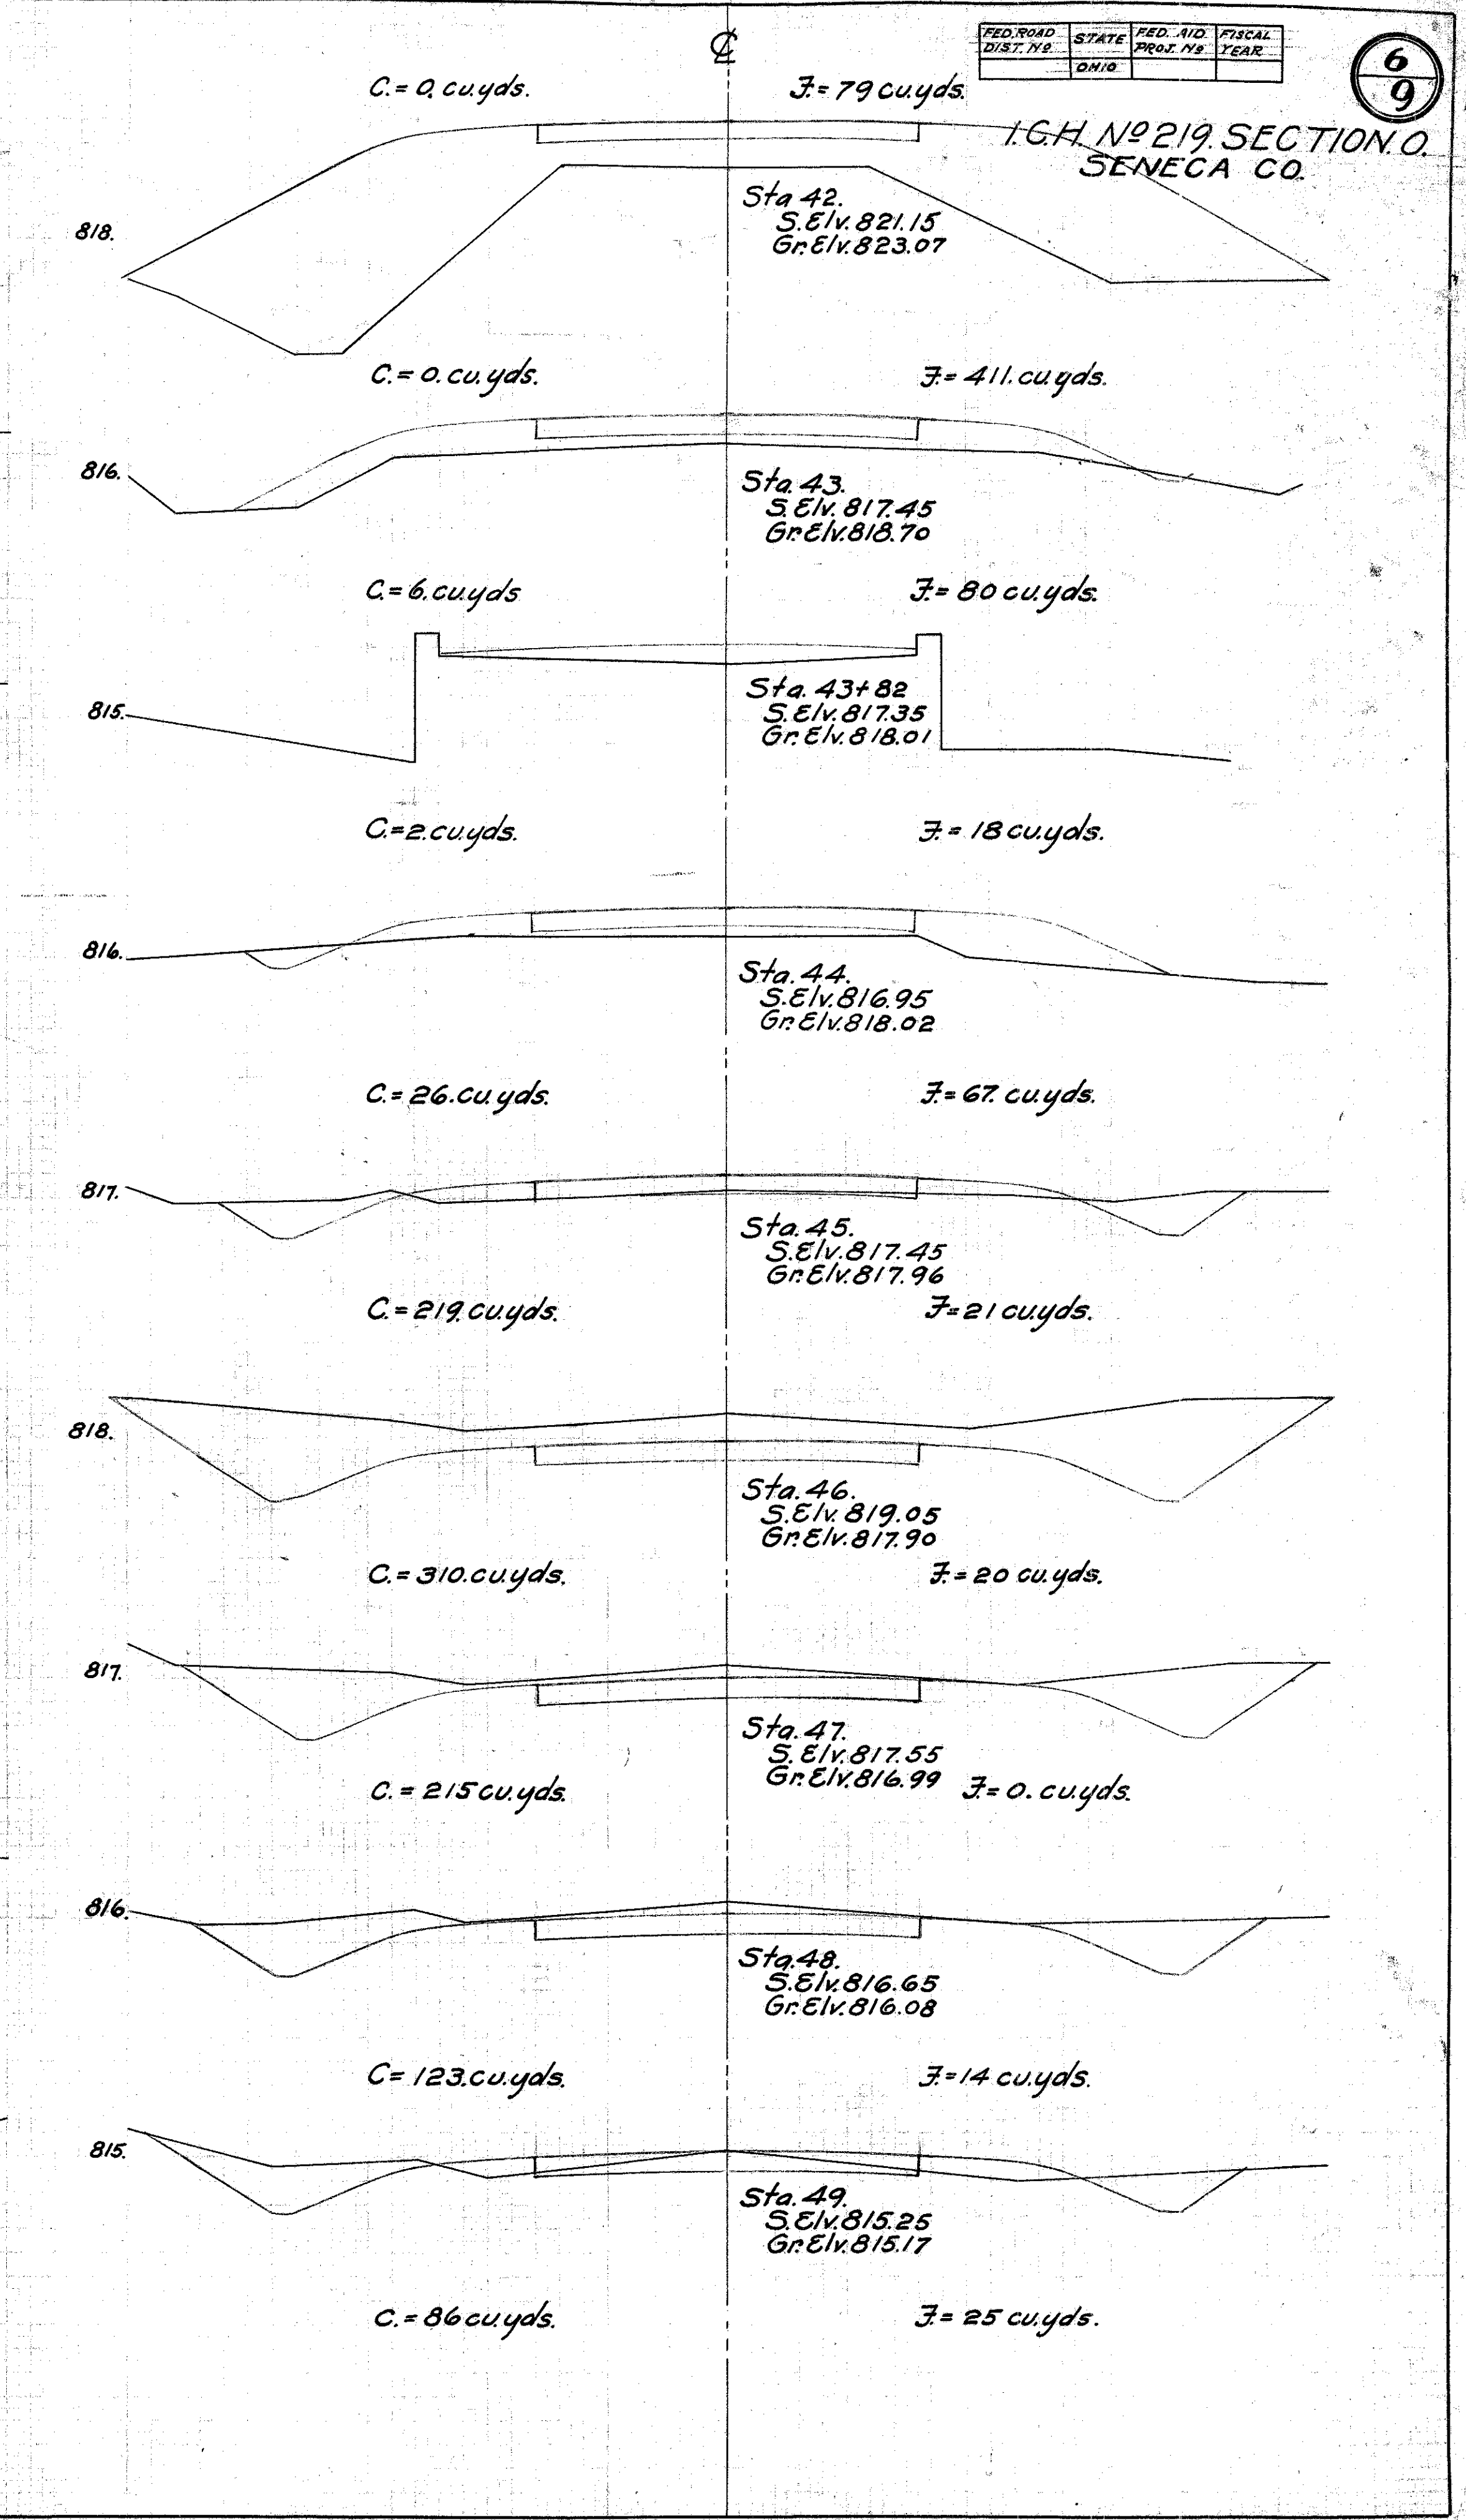 FED. ROAD DIST. Nº STATE FED. AID PROJ. Nº FISCAL YEAR
OHIO
6
9
I.C.H. Nº 219. SECTION. O.
SENECA CO.
℄
C. = 0. cu.yds. F. = 79 cu.yds.
818.
Sta 42.
S.Elv. 821.15
Gr.Elv. 823.07
C. = 0. cu. yds. F. = 411. cu. yds.
816.
Sta. 43.
S. Elv. 817.45
Gr.Elv. 818.70
C. = 6. cu.yds F. = 80 cu.yds.
815.
Sta. 43+82
S. Elv. 817.35
Gr. Elv. 818.01
C. = 2. cu.yds. F. = 18 cu.yds.
816.
Sta. 44.
S.Elv. 816.95
Gr. Elv. 818.02
C. = 26. cu. yds. F. = 67. cu.yds.
817.
Sta. 45.
S.Elv. 817.45
Gr. Elv. 817.96
C. = 219. cu.yds. F. = 21 cu.yds.
818.
Sta. 46.
S.Elv. 819.05
Gr.Elv. 817.90
C. = 310. cu.yds. F. = 20 cu.yds.
817.
Sta. 47.
S. Elv. 817.55
Gr. Elv. 816.99
C. = 215 cu.yds. F. = 0. cu.yds.
816.
Sta. 48.
S.Elv. 816.65
Gr.Elv. 816.08
C = 123. cu.yds. F. = 14 cu.yds.
815.
Sta. 49.
S.Elv. 815.25
Gr.Elv. 815.17
C. = 86 cu.yds. F. = 25 cu.yds.